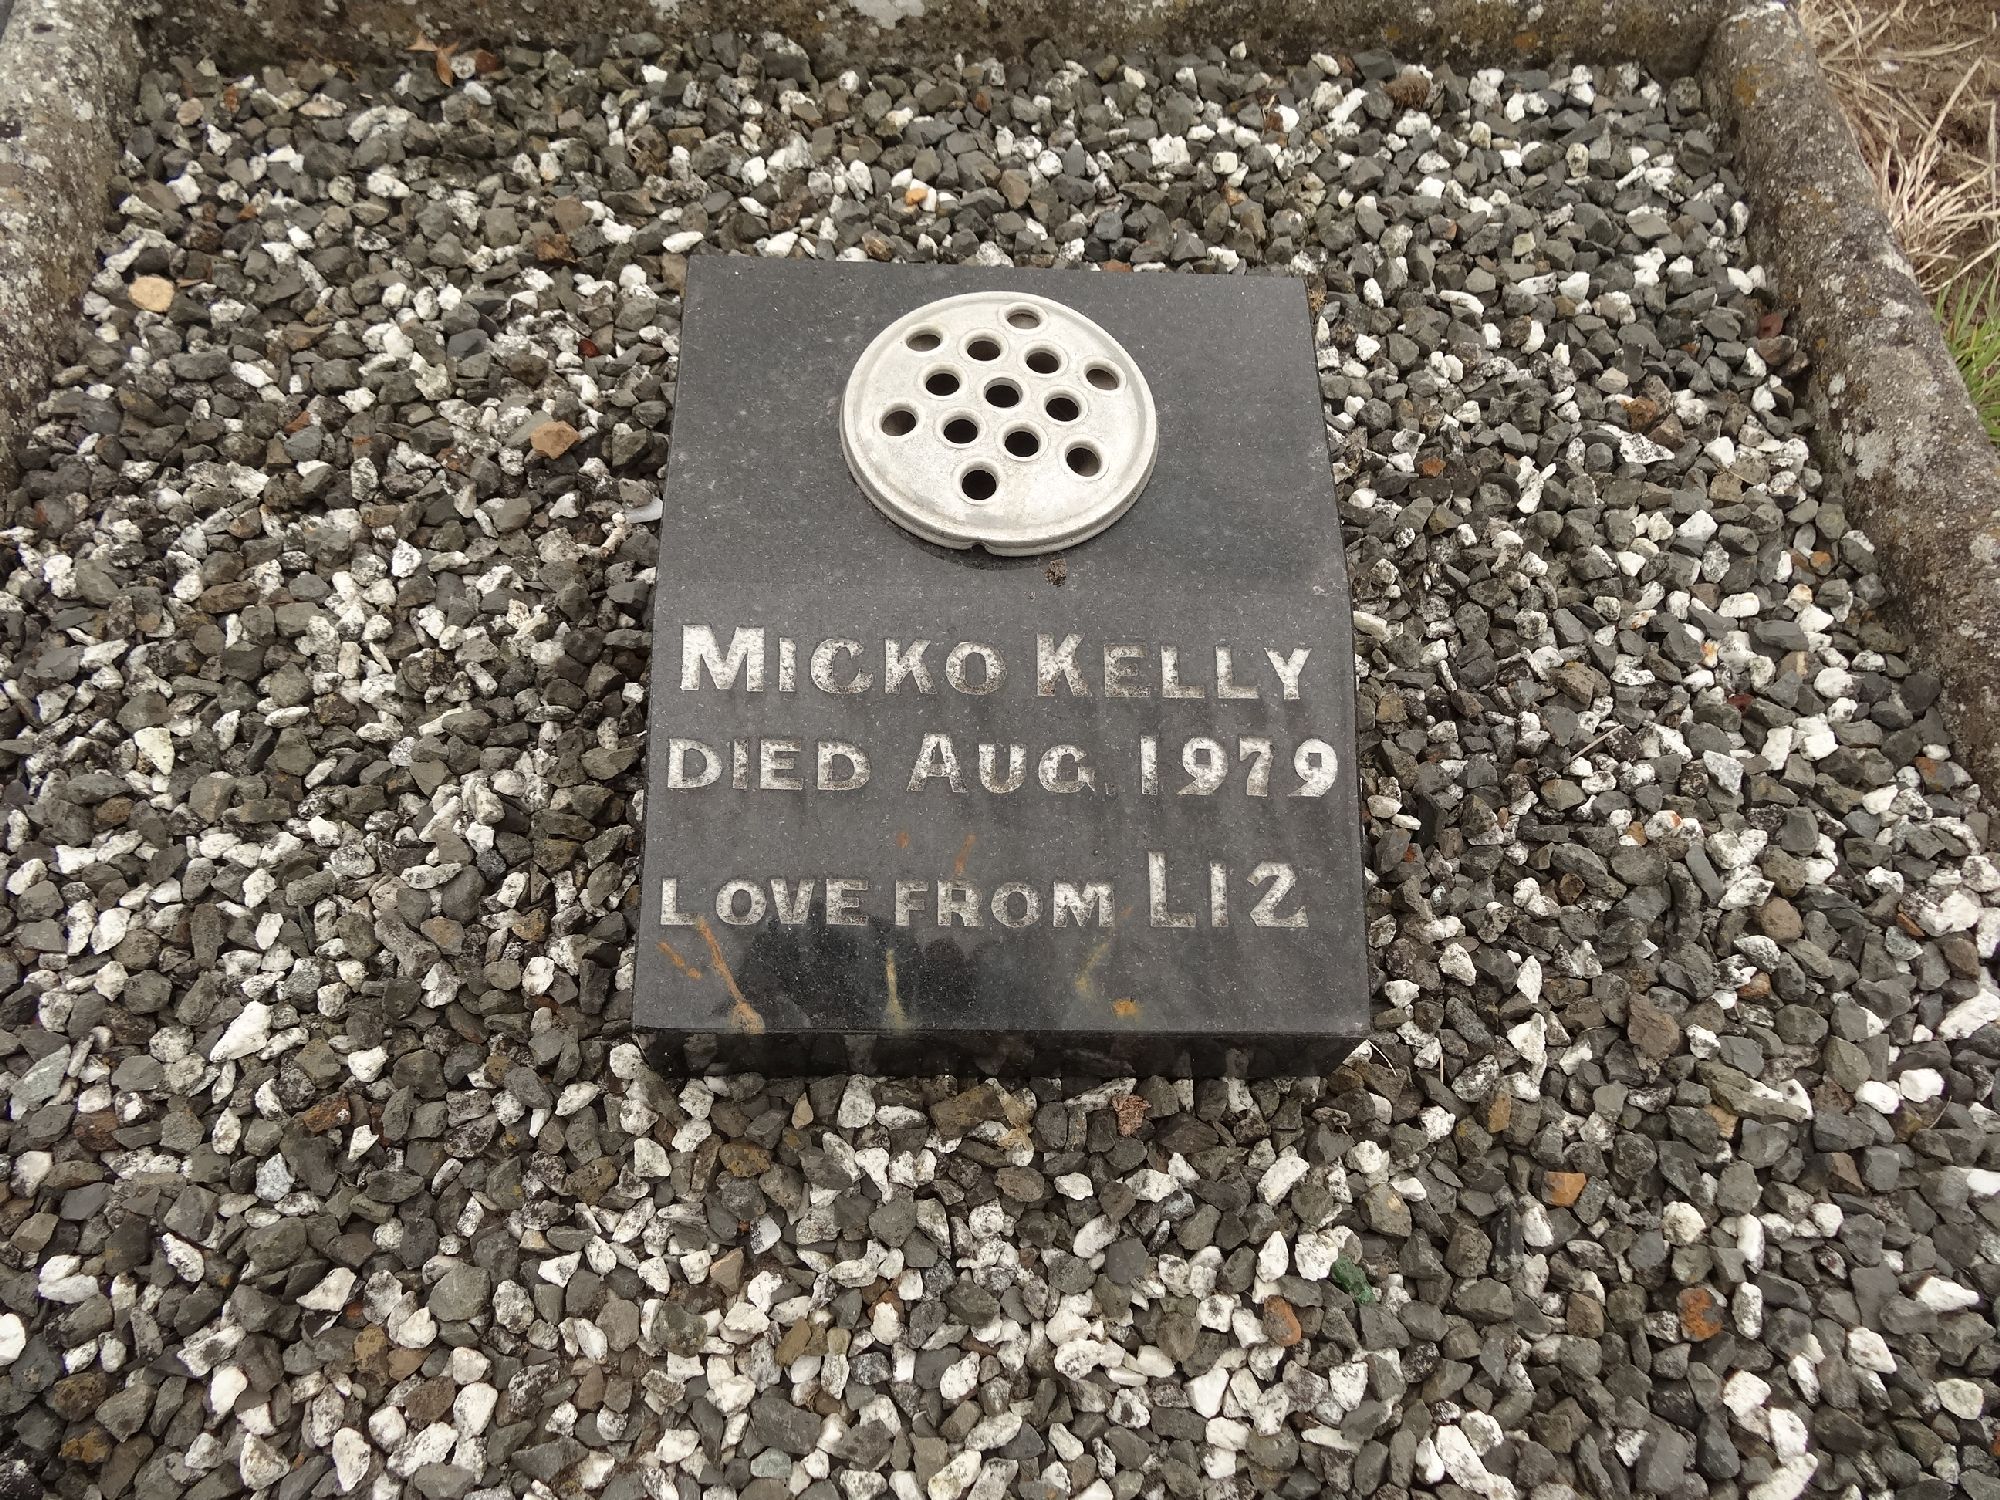 MICKO KELLY
DIED AUG. 1979
LOVE FROM LIZ